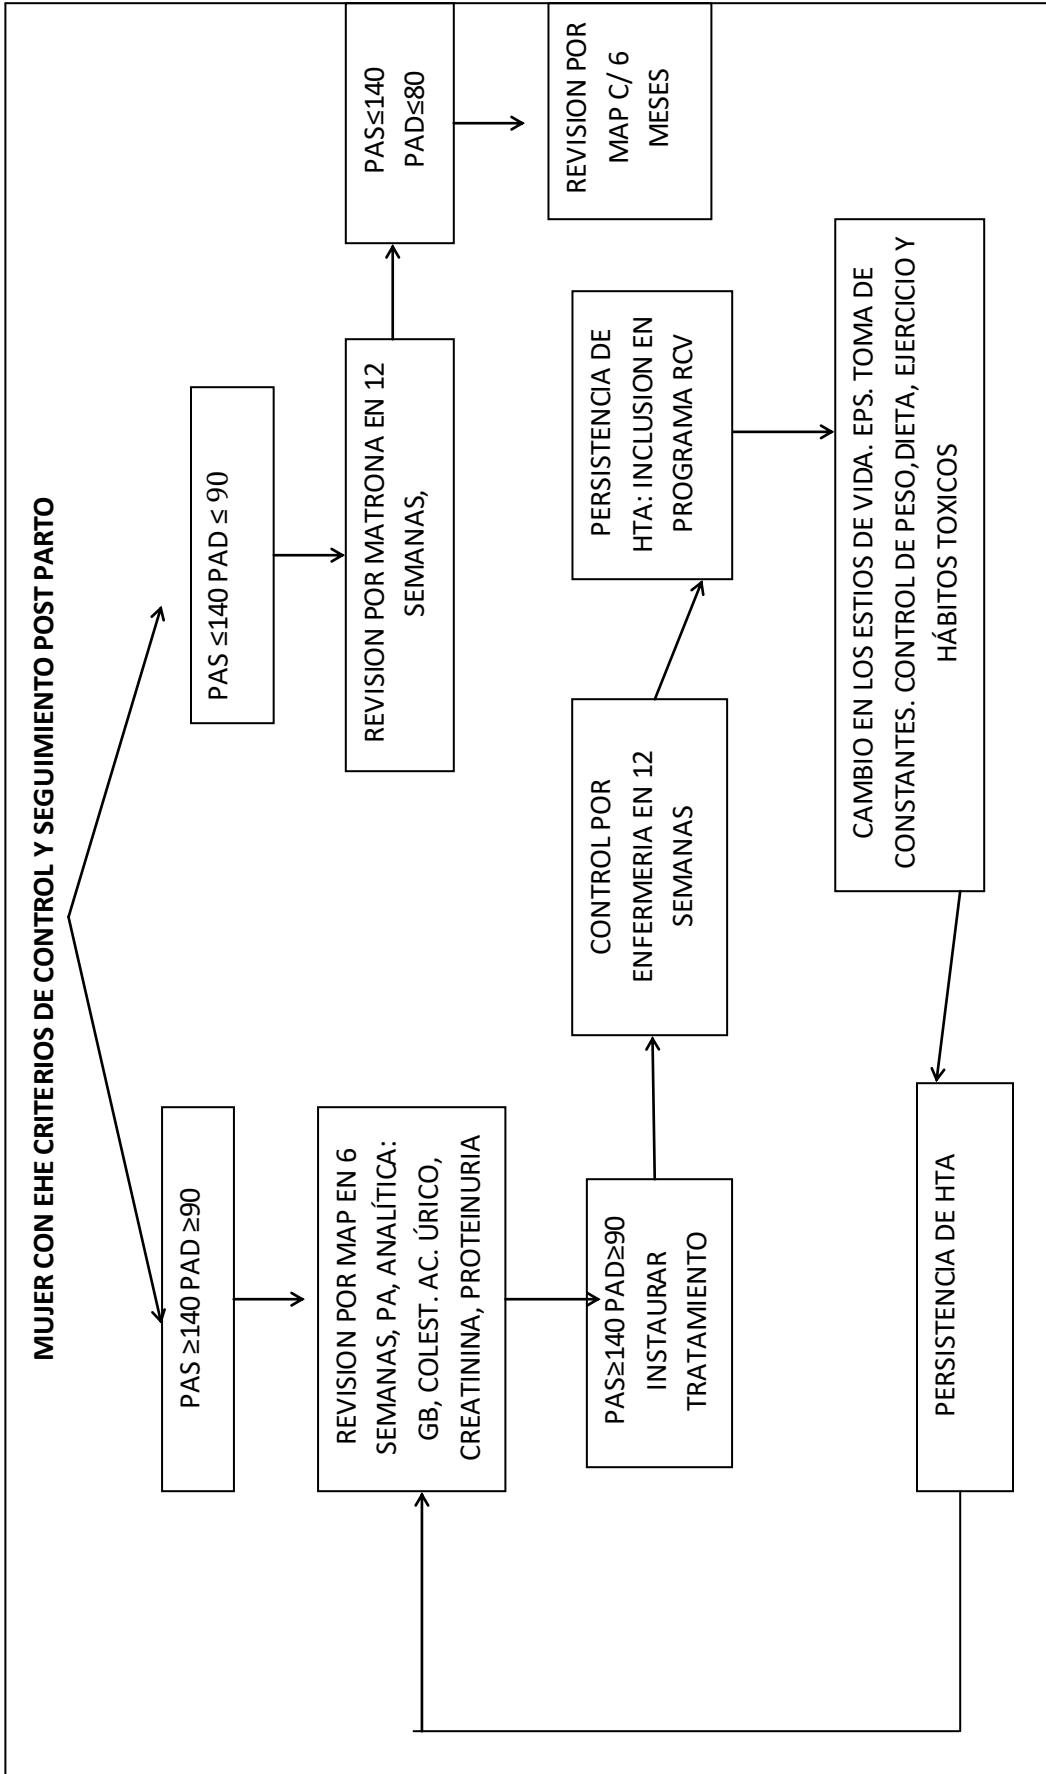 MUJER CON EHE CRITERIOS DE CONTROL Y SEGUIMIENTO POST PARTO
PAS ≥140 PAD ≥90
PAS ≤140 PAD ≤ 90
REVISION POR MAP EN 6
SEMANAS, PA, ANALÍTICA:
GB, COLEST. AC. ÚRICO,
CREATININA, PROTEINURIA
REVISION POR MATRONA EN 12
SEMANAS,
PAS≤140
PAD≤80
PAS≥140 PAD≥90
INSTAURAR
TRATAMIENTO
CONTROL POR
ENFERMERIA EN 12
SEMANAS
PERSISTENCIA DE
HTA: INCLUSION EN
PROGRAMA RCV
REVISION POR
MAP C/ 6
MESES
CAMBIO EN LOS ESTIOS DE VIDA. EPS. TOMA DE
CONSTANTES. CONTROL DE PESO,DIETA, EJERCICIO Y
HÁBITOS TOXICOS
PERSISTENCIA DE HTA